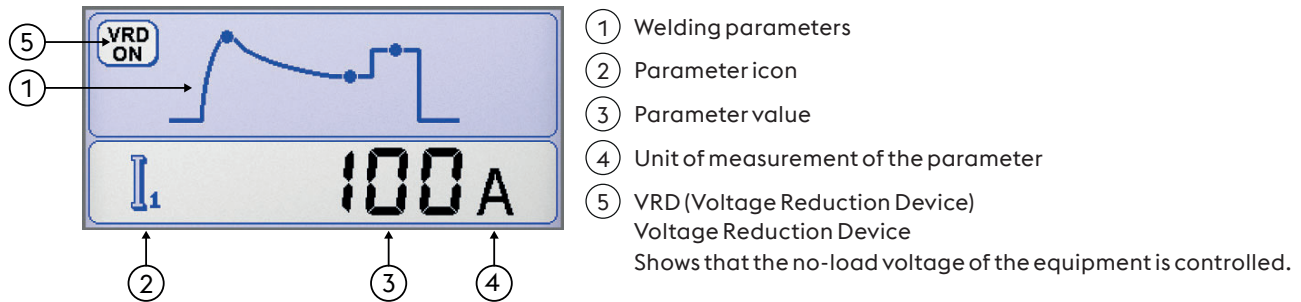 5
VRD
ON
1
I1
100 A
2
3
4
1 Welding parameters
2 Parameter icon
3 Parameter value
4 Unit of measurement of the parameter
5 VRD (Voltage Reduction Device)
Voltage Reduction Device
Shows that the no-load voltage of the equipment is controlled.